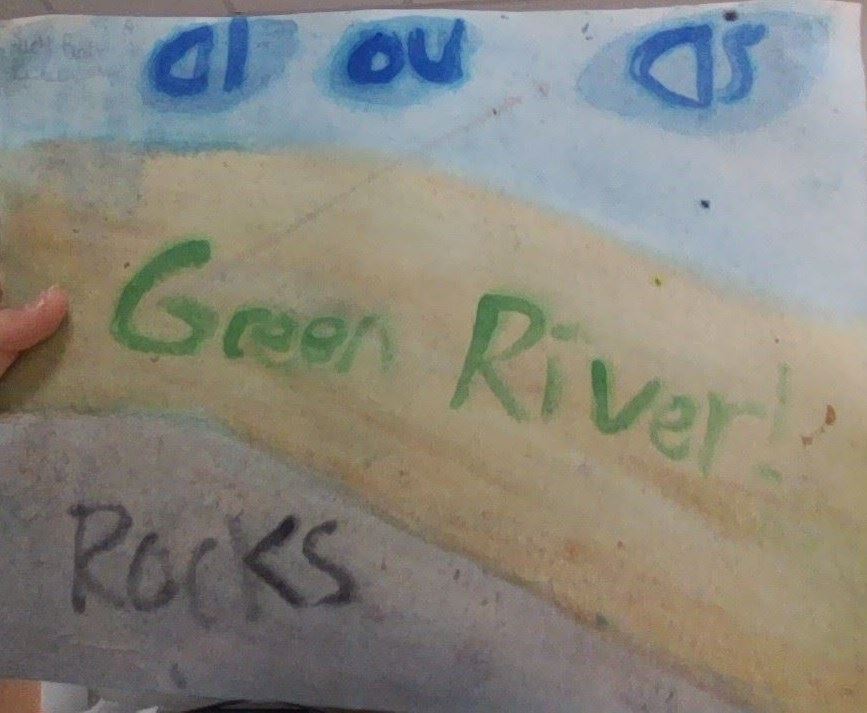 Cl ou ds
Green River!
Rocks